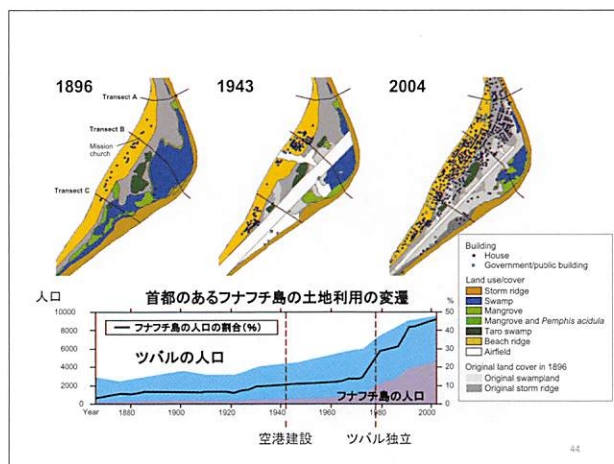 1896
1943
2004
Transect A
Transect B
Mission
church
Transect C
Building
House
Government/public building
Land use/cover
Storm ridge
Swamp
Mangrove
Mangrove and Pemphis acidula
Taro swamp
Beach ridge
Airfield
Original land cover in 1896
Original swampland
Original storm ridge
人口
首都のあるフナフチ島の土地利用の変遷
%
10000
8000
6000
4000
2000
0
フナフチ島の人口の割合(%)
ツバルの人口
フナフチ島の人口
50
40
30
20
10
0
Year
1880
1900
1920
1940
1960
1980
2000
空港建設
ツバル独立
44